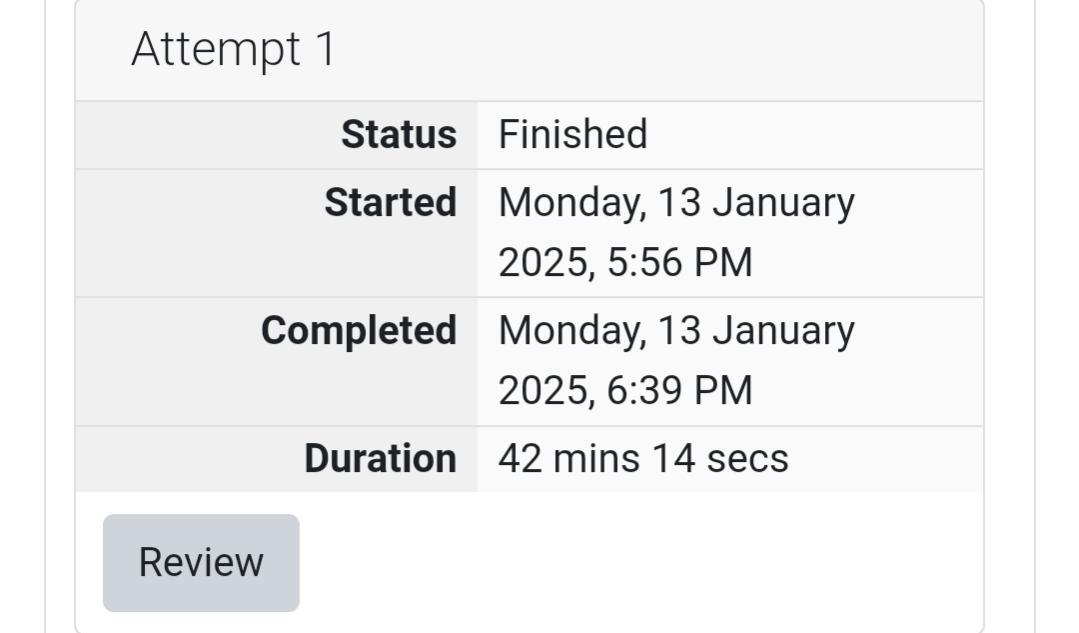 Attempt 1
Status Finished
Started Monday, 13 January
2025, 5:56 PM
Completed Monday, 13 January
2025, 6:39 PM
Duration 42 mins 14 secs
Review